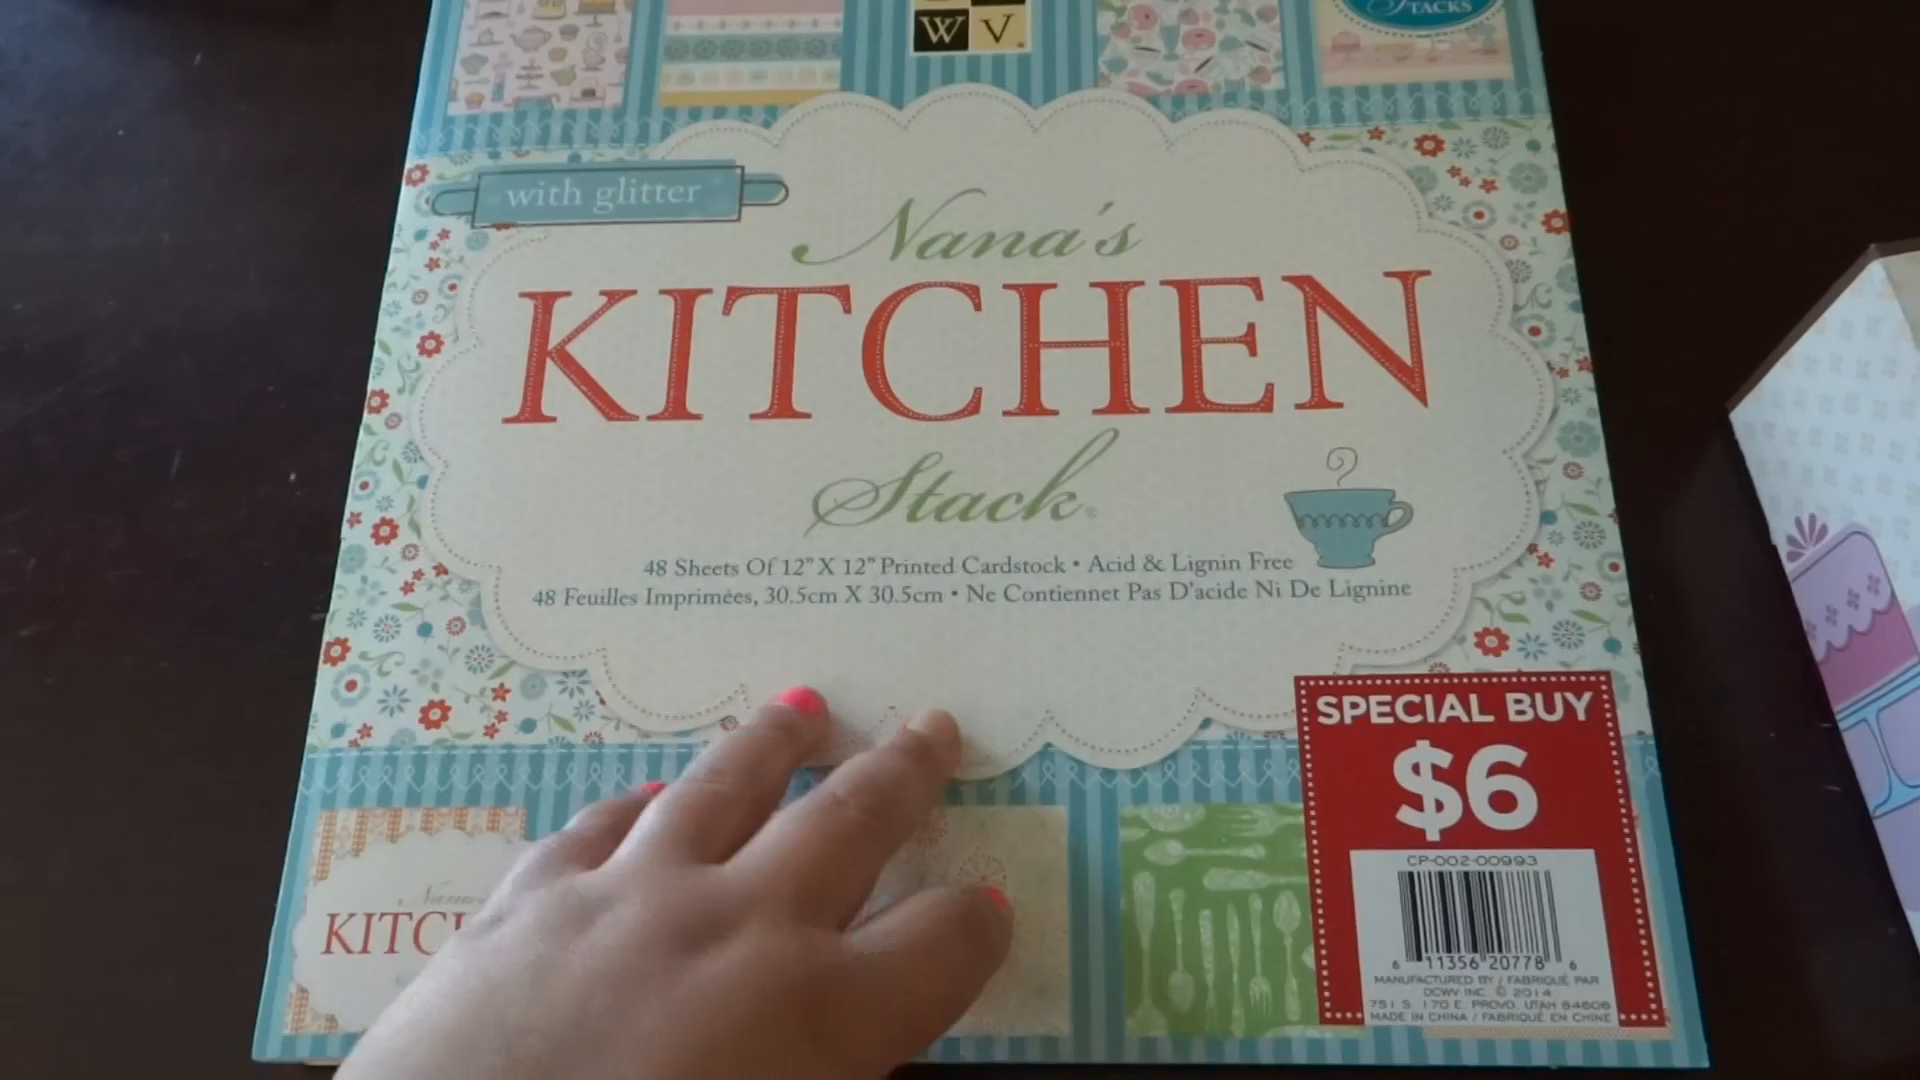 W V
STACKS
with glitter
Nana's
KITCHEN
Stack
48 Sheets Of 12" X 12" Printed Cardstock • Acid & Lignin Free
48 Feuilles Imprimées, 30.5cm X 30.5cm • Ne Contiennet Pas D'acide Ni De Lignine
SPECIAL BUY
$6
CP-002-00993
6 11356 20778 6
MANUFACTURED BY / FABRIQUÉ PAR
DCWV INC. © 2014
751 S. 170 E. PROVO, UTAH 84606
MADE IN CHINA / FABRIQUÉ EN CHINE